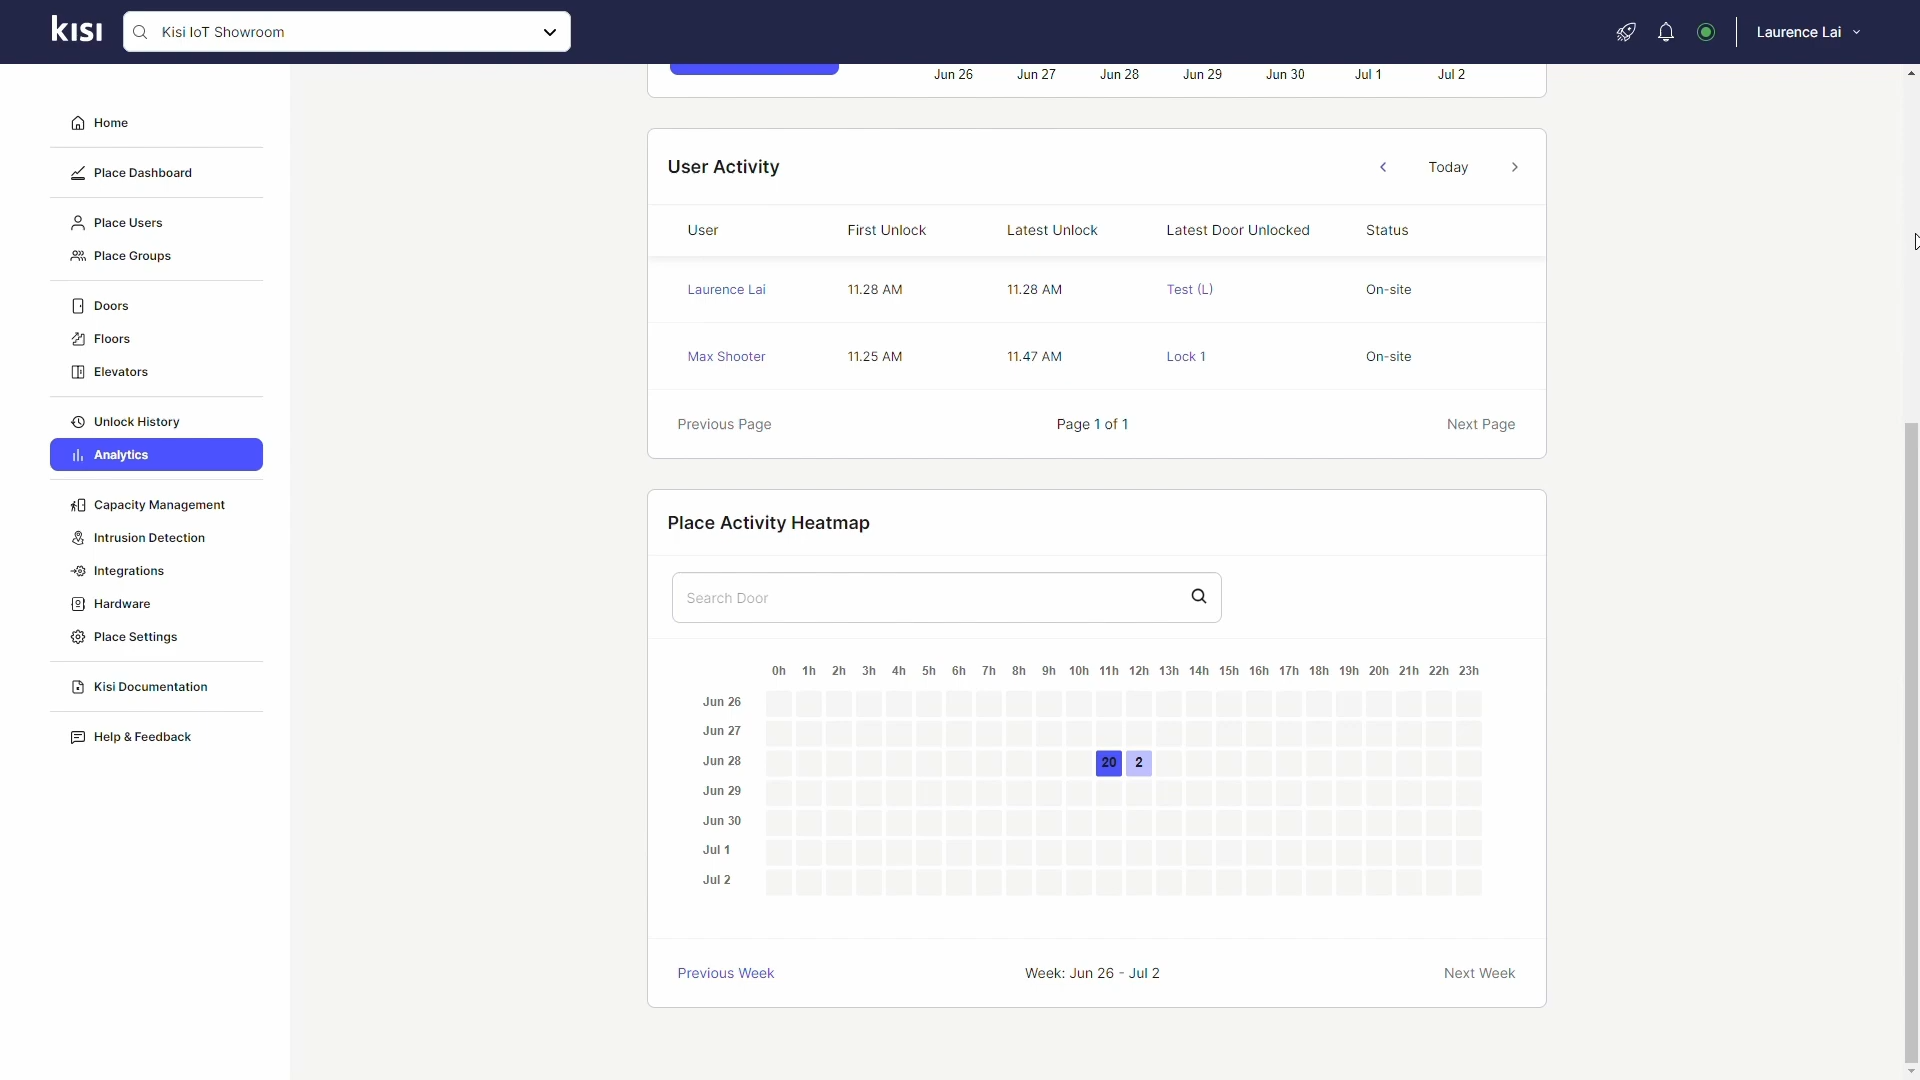 kisi
Kisi IoT Showroom
Laurence Lai
Jun 26 Jun 27 Jun 28 Jun 29 Jun 30 Jul 1 Jul 2
Home
Place Dashboard
Place Users
Place Groups
Doors
Floors
Elevators
Unlock History
Analytics
Capacity Management
Intrusion Detection
Integrations
Hardware
Place Settings
Kisi Documentation
Help & Feedback
User Activity
Today
User First Unlock Latest Unlock Latest Door Unlocked Status
Laurence Lai 11.28 AM 11.28 AM Test (L) On-site
Max Shooter 11.25 AM 11.47 AM Lock 1 On-site
Previous Page Page 1 of 1 Next Page
Place Activity Heatmap
Search Door
0h 1h 2h 3h 4h 5h 6h 7h 8h 9h 10h 11h 12h 13h 14h 15h 16h 17h 18h 19h 20h 21h 22h 23h
Jun 26
Jun 27
Jun 28 20 2
Jun 29
Jun 30
Jul 1
Jul 2
Previous Week Week: Jun 26 - Jul 2 Next Week